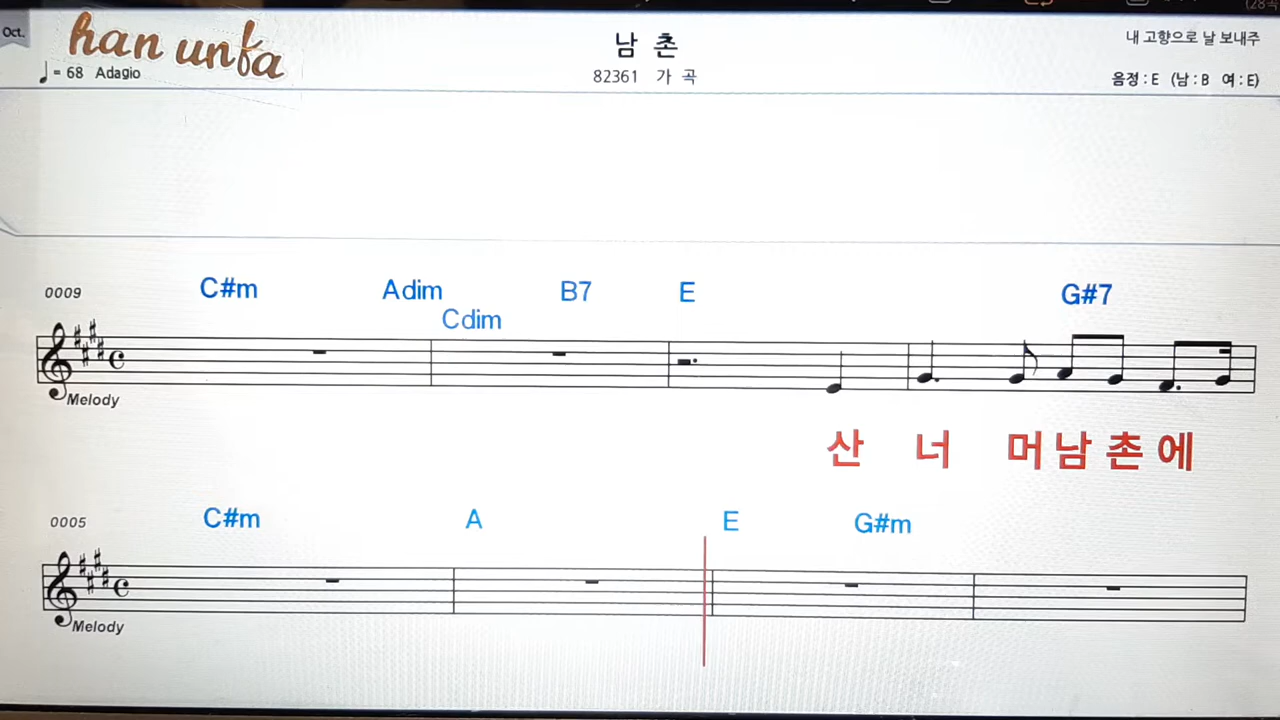 Oct.
han unfa
남 촌
내 고향으로 날 보내주
= 68 Adagio
82361 가 곡
음정 : E (남 : B 여 : E)
0009
C#m Adim B7 E G#7
Cdim
Melody
산 너 머 남 촌 에
0005
C#m A E G#m
Melody